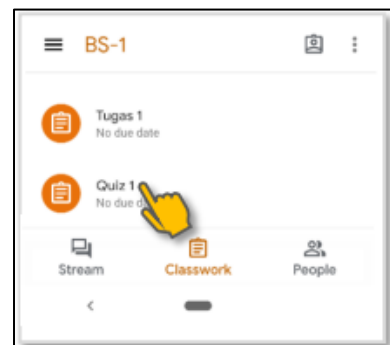 BS-1
Tugas 1
No due date
Quiz 1
No due d
Stream Classwork People